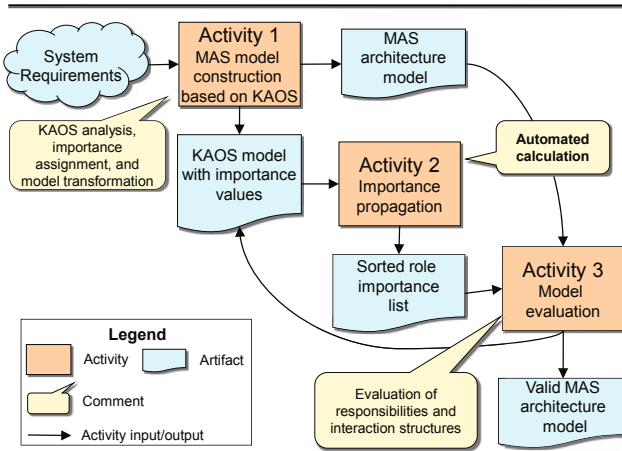 System
Requirements
Activity 1
MAS model
construction
based on KAOS
MAS
architecture
model
KAOS analysis,
importance
assignment, and
model transformation
KAOS model
with importance
values
Activity 2
Importance
propagation
Automated
calculation
Sorted role
importance
list
Activity 3
Model
evaluation
Legend
Activity
Artifact
Comment
Activity input/output
Evaluation of
responsibilities and
interaction structures
Valid MAS
architecture
model